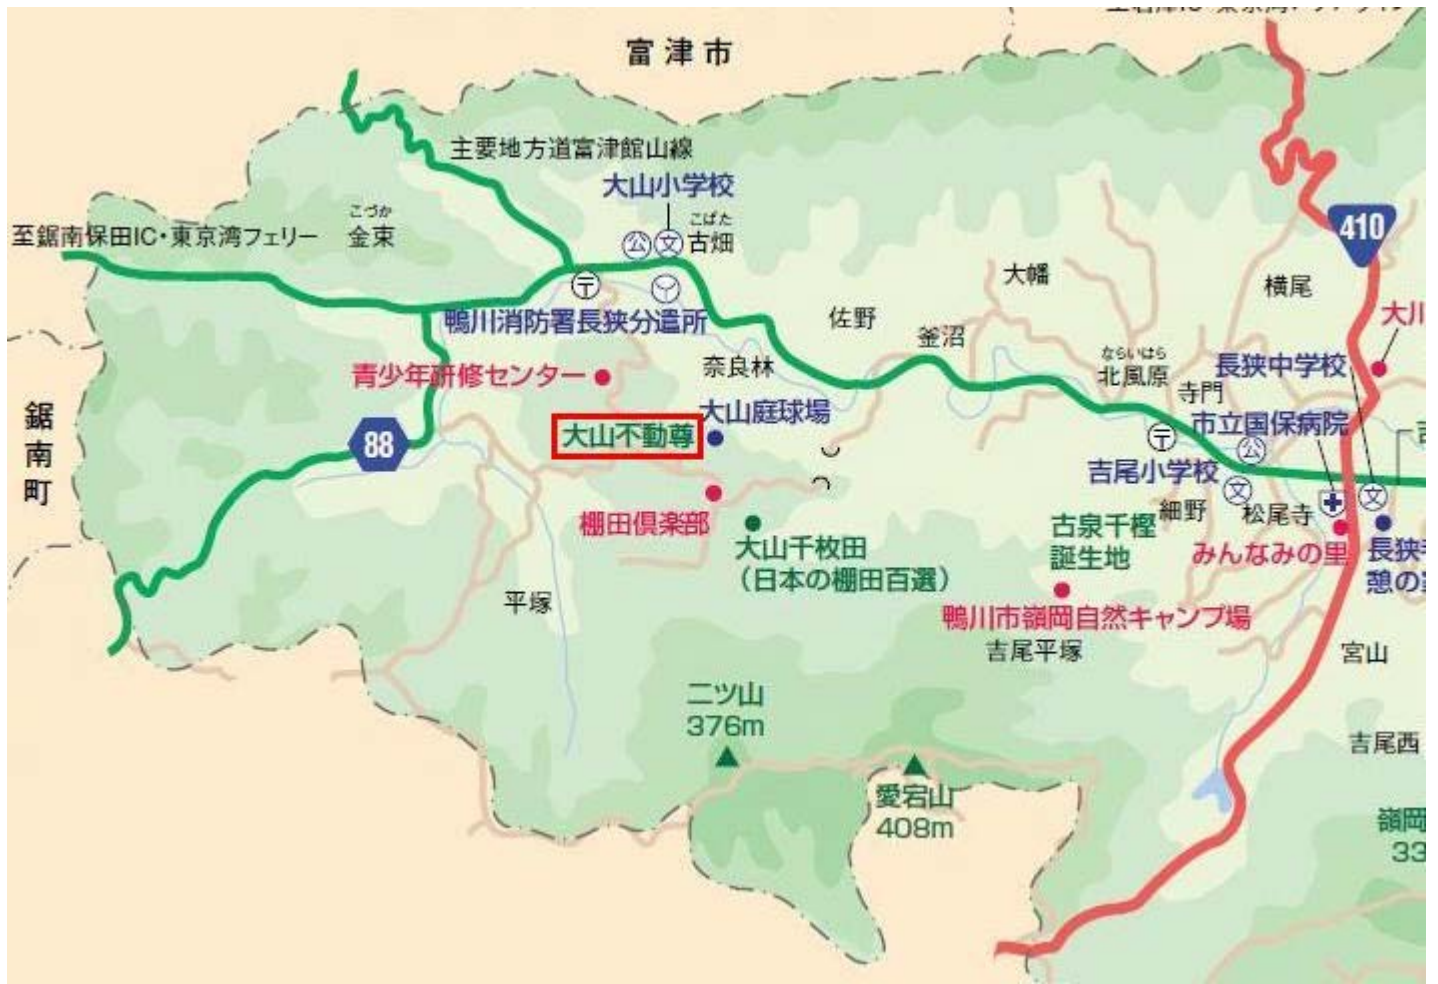 富津市
主要地方道富津館山線
大山小学校
こづか
金束
こばた
古畑
至鋸南保田IC・東京湾フェリー
公
文
〒
410
大幡
横尾
鴨川消防署長狭分遣所
佐野
釜沼
大川
青少年研修センター
奈良林
ならいはら
北風原
長狭中学校
寺門
鋸南町
大山不動尊
大山庭球場
市立国保病院
88
〒
公
吉尾小学校
文
文
細野
松尾寺
棚田倶楽部
古泉千樫
誕生地
みんなみの里
大山千枚田
(日本の棚田百選)
長狭
憩の
平塚
鴨川市嶺岡自然キャンプ場
吉尾平塚
宮山
二ツ山
376m
吉尾西
愛宕山
408m
嶺岡
33